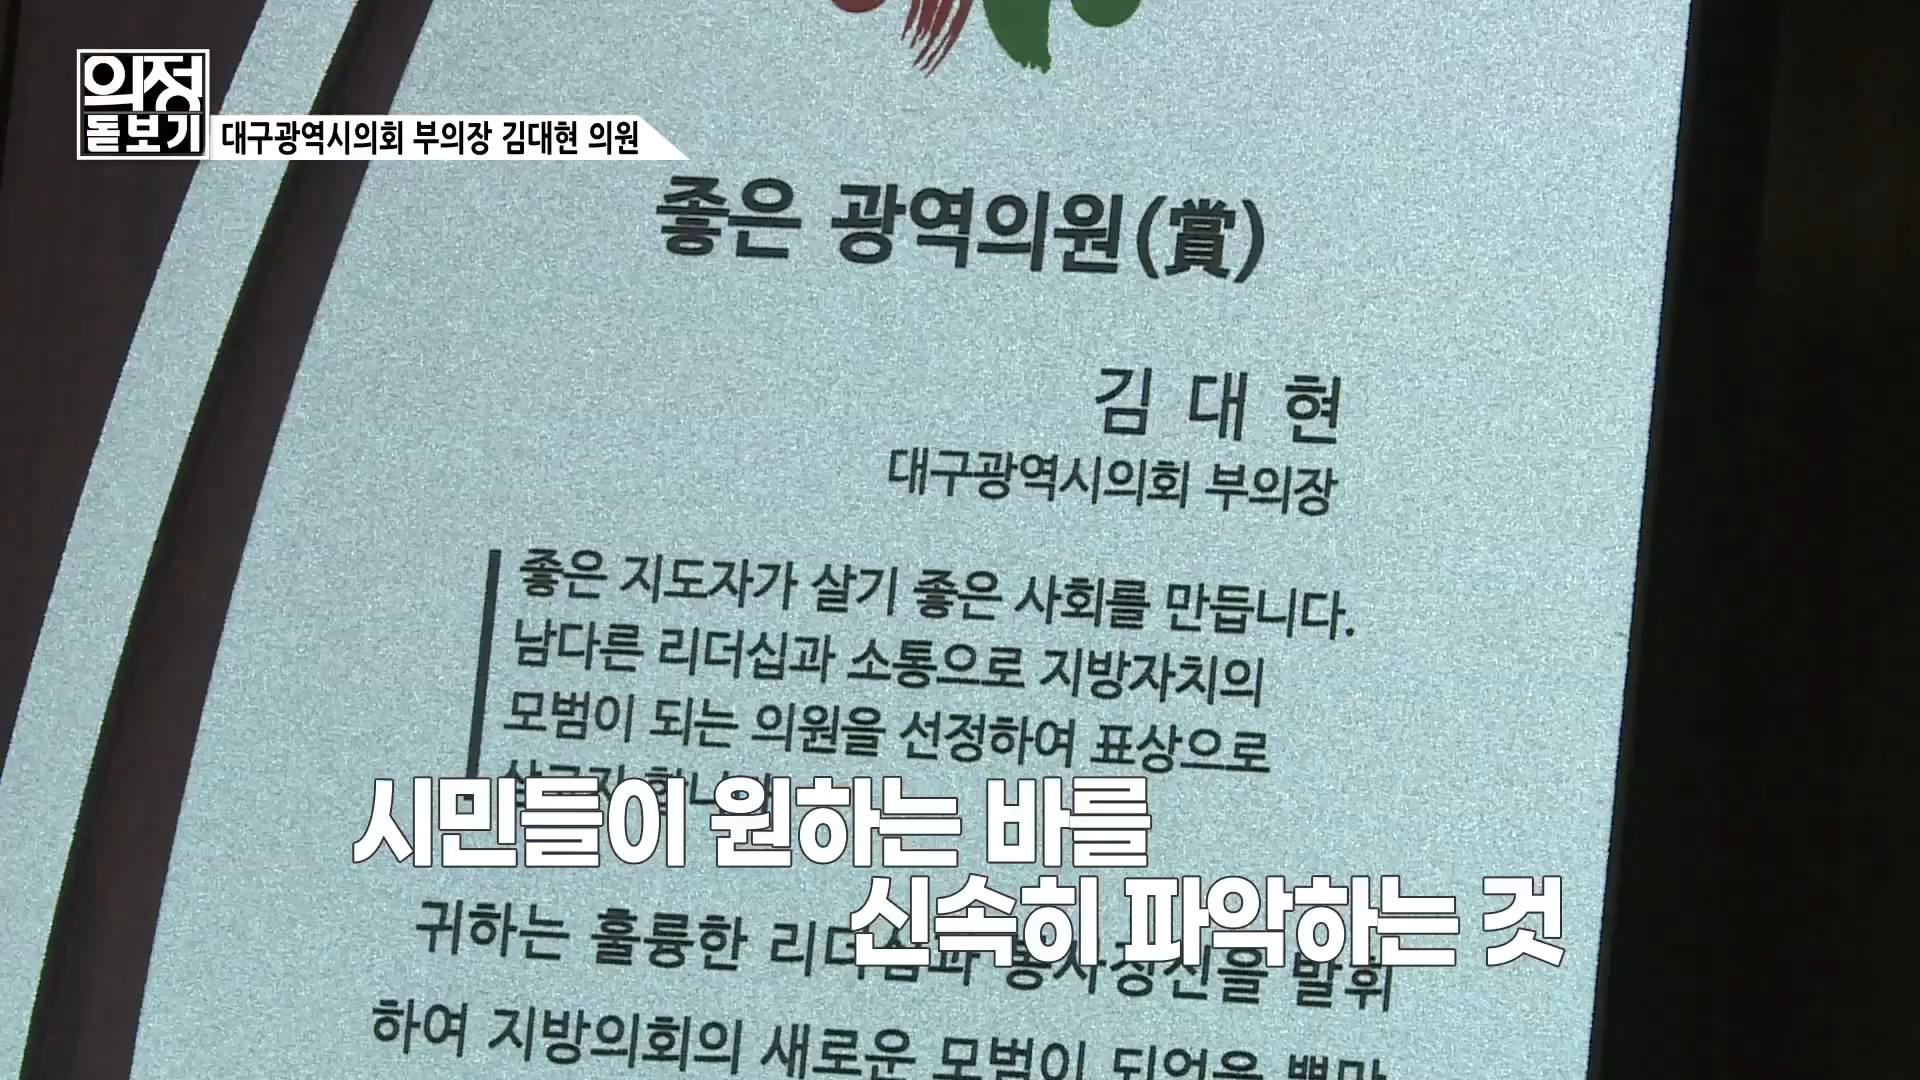 의정
돋보기
대구광역시의회 부의장 김대현 의원
좋은 광역의원(賞)
김 대 현
대구광역시의회 부의장
좋은 지도자가 살기 좋은 사회를 만듭니다.
남다른 리더십과 소통으로 지방자치의
모범이 되는 의원을 선정하여 표상으로
시민들이 원하는 바를
신속히 파악하는 것
귀하는 훌륭한
하여 지방의회의 새로운 모범이 되었을